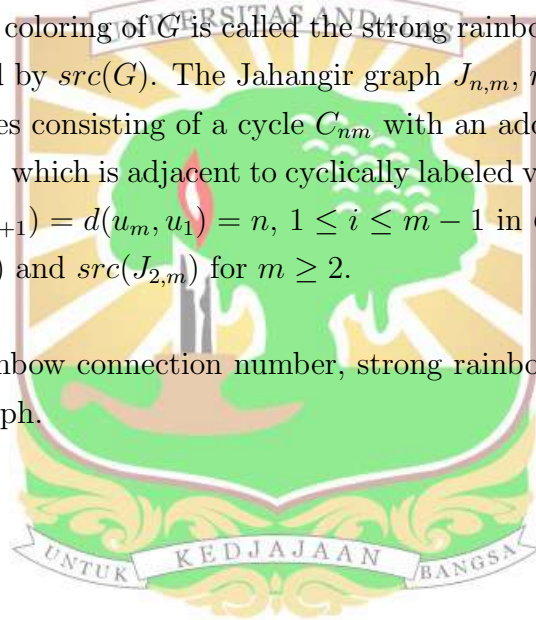 UNIVERSITAS ANDALAS
coloring of G is called the strong rainbo
d by src(G). The Jahangir graph J_{n,m},
es consisting of a cycle C_{nm} with an add
which is adjacent to cyclically labeled v
_{+1}) = d(u_m, u_1) = n, 1 ≤ i ≤ m − 1 in
) and src(J_{2,m}) for m ≥ 2.
nbow connection number, strong rainbo
ph.
UNTUK KEDJAJAAN BANGSA